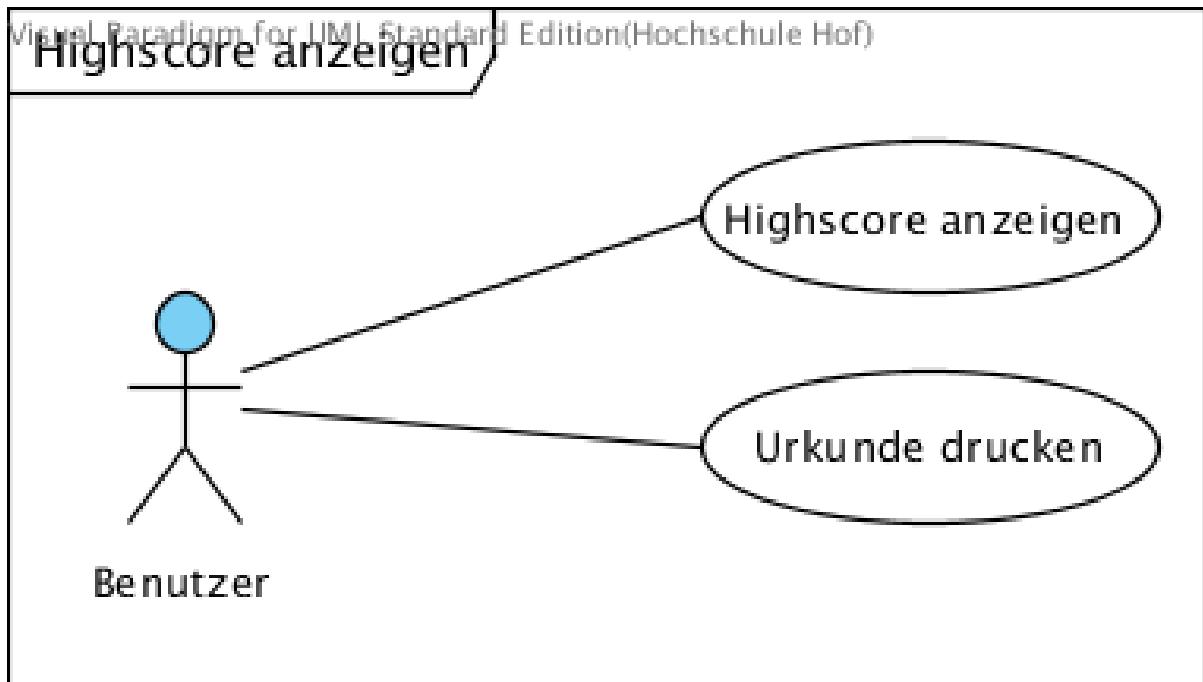 Visual Paradigm for UML Standard Edition(Hochschule Hof)
Highscore anzeigen
Highscore anzeigen
Urkunde drucken
Benutzer